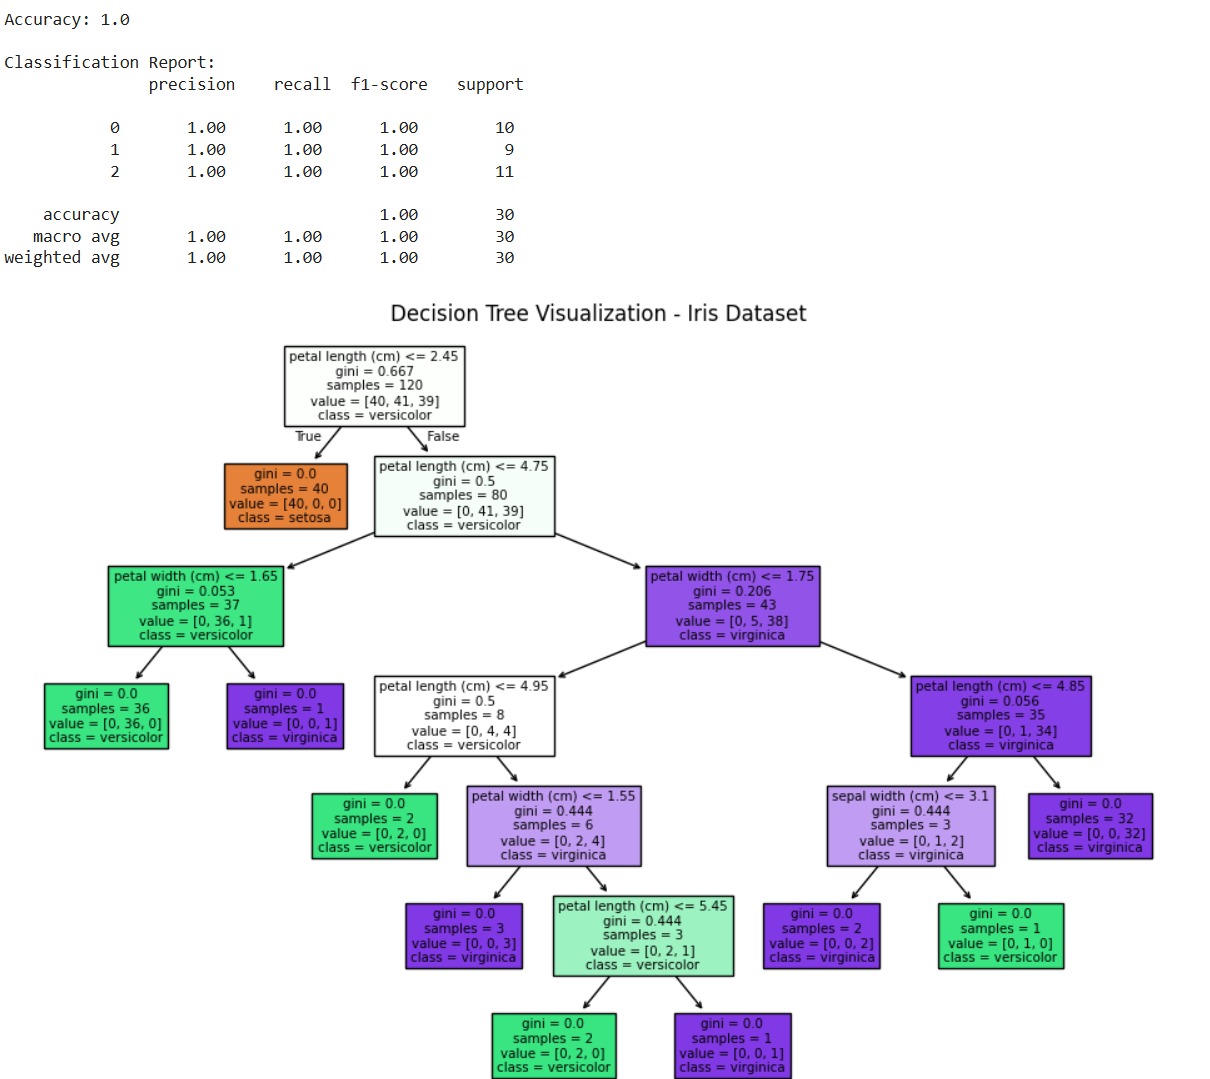 Accuracy: 1.0
Classification Report:
precision recall f1-score support
0 1.00 1.00 1.00 10
1 1.00 1.00 1.00 9
2 1.00 1.00 1.00 11
accuracy 1.00 30
macro avg 1.00 1.00 1.00 30
weighted avg 1.00 1.00 1.00 30
Decision Tree Visualization - Iris Dataset
petal length (cm) <= 2.45
gini = 0.667
samples = 120
value = [40, 41, 39]
class = versicolor
True
False
gini = 0.0
samples = 40
value = [40, 0, 0]
class = setosa
petal length (cm) <= 4.75
gini = 0.5
samples = 80
value = [0, 41, 39]
class = versicolor
petal width (cm) <= 1.65
gini = 0.053
samples = 37
value = [0, 36, 1]
class = versicolor
petal width (cm) <= 1.75
gini = 0.206
samples = 43
value = [0, 5, 38]
class = virginica
gini = 0.0
samples = 36
value = [0, 36, 0]
class = versicolor
gini = 0.0
samples = 1
value = [0, 0, 1]
class = virginica
petal length (cm) <= 4.95
gini = 0.5
samples = 8
value = [0, 4, 4]
class = versicolor
petal length (cm) <= 4.85
gini = 0.056
samples = 35
value = [0, 1, 34]
class = virginica
gini = 0.0
samples = 2
value = [0, 2, 0]
class = versicolor
petal width (cm) <= 1.55
gini = 0.444
samples = 6
value = [0, 2, 4]
class = virginica
sepal width (cm) <= 3.1
gini = 0.444
samples = 3
value = [0, 1, 2]
class = virginica
gini = 0.0
samples = 32
value = [0, 0, 32]
class = virginica
gini = 0.0
samples = 3
value = [0, 0, 3]
class = virginica
petal length (cm) <= 5.45
gini = 0.444
samples = 3
value = [0, 2, 1]
class = versicolor
gini = 0.0
samples = 2
value = [0, 0, 2]
class = virginica
gini = 0.0
samples = 1
value = [0, 1, 0]
class = versicolor
gini = 0.0
samples = 2
value = [0, 2, 0]
class = versicolor
gini = 0.0
samples = 1
value = [0, 0, 1]
class = virginica